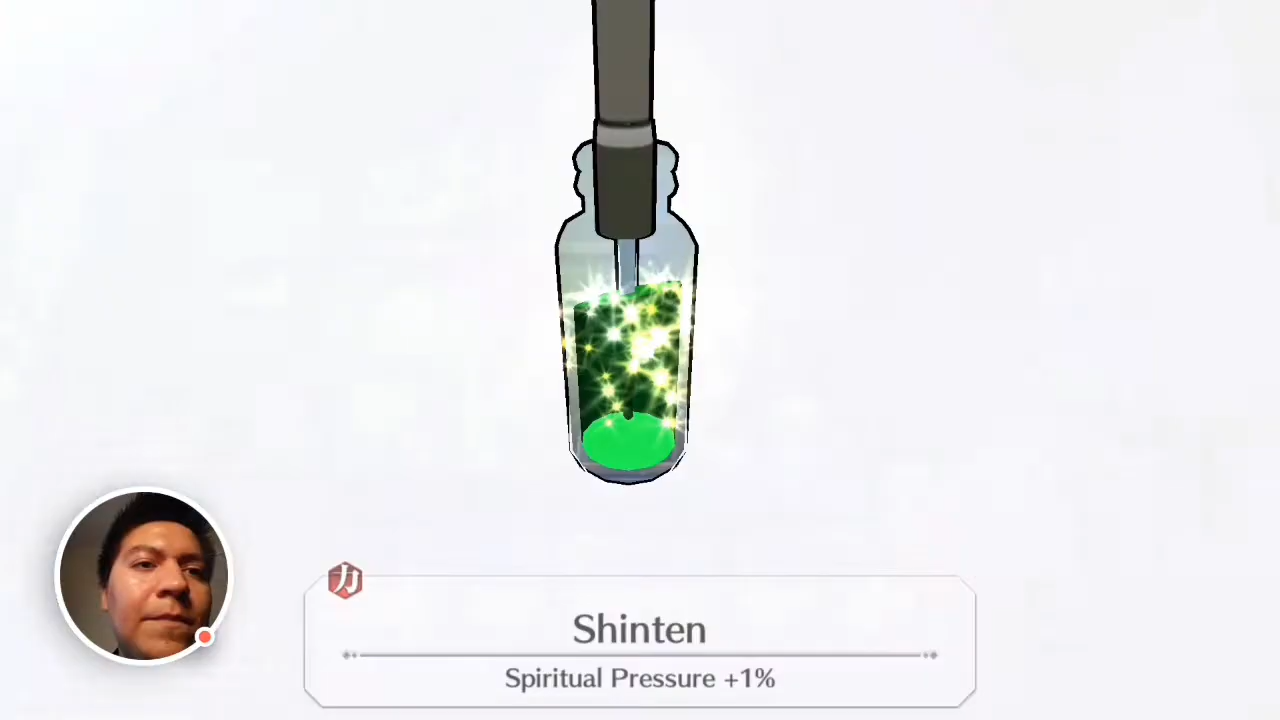 力
Shinten
Spiritual Pressure +1%